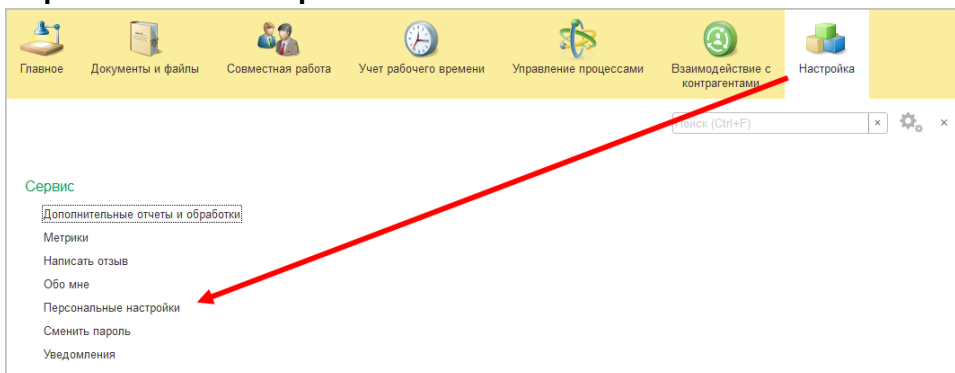 Главное Документы и файлы Совместная работа Учет рабочего времени Управление процессами Взаимодействие с контрагентами Настройка
Поиск (Ctrl+F)
Сервис
Дополнительные отчеты и обработки
Метрики
Написать отзыв
Обо мне
Персональные настройки
Сменить пароль
Уведомления